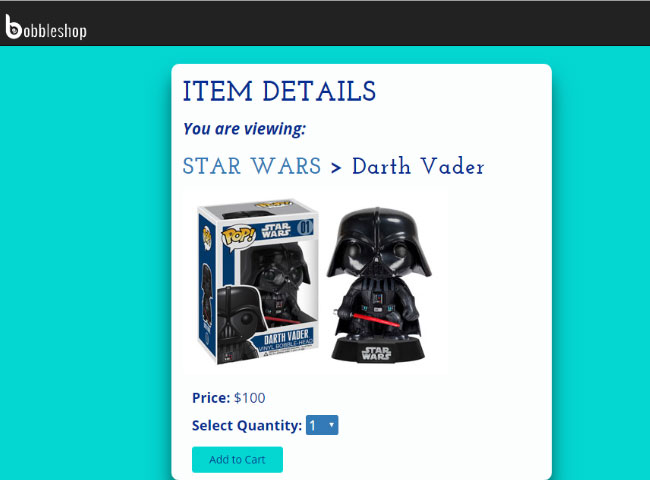 bobbleshop
ITEM DETAILS
You are viewing:
STAR WARS > Darth Vader
POP!
POP!
STAR
WARS
01
DARTH VADER
VINYL BOBBLE-HEAD
STAR
WARS
Price: $100
Select Quantity: 1
Add to Cart